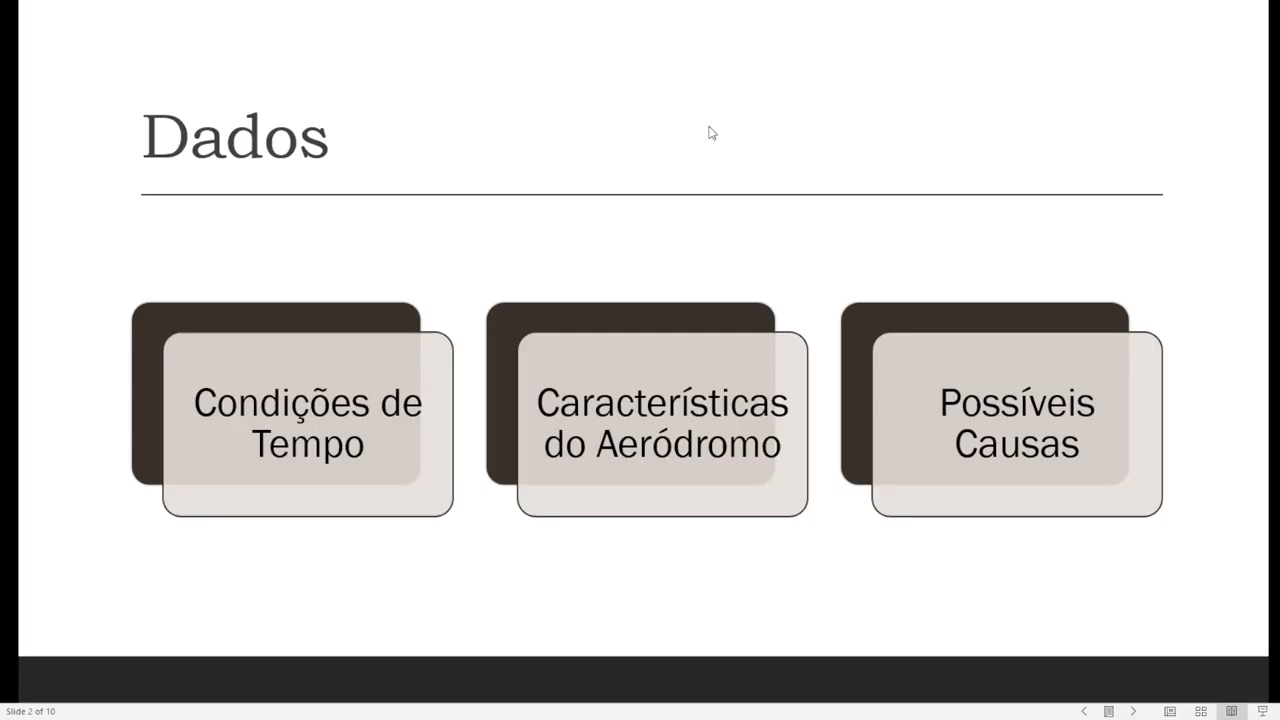 Dados
Condições de
Tempo
Características
do Aeródromo
Possíveis
Causas
Slide 2 of 10